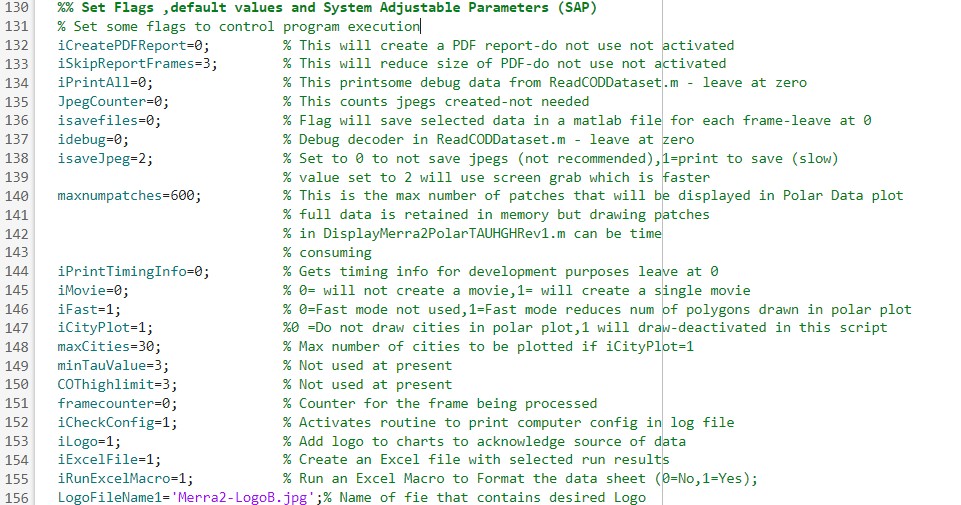 130 %% Set Flags ,default values and System Adjustable Parameters (SAP)
131 % Set some flags to control program execution
132 iCreatePDFReport=0; % This will create a PDF report-do not use not activated
133 iSkipReportFrames=3; % This will reduce size of PDF-do not use not activated
134 iPrintAll=0; % This printsome debug data from ReadCODDataset.m - leave at zero
135 JpegCounter=0; % This counts jpegs created-not needed
136 isavefiles=0; % Flag will save selected data in a matlab file for each frame-leave at 0
137 idebug=0; % Debug decoder in ReadCODDataset.m - leave at zero
138 isaveJpeg=2; % Set to 0 to not save jpegs (not recommended),1=print to save (slow)
139 % value set to 2 will use screen grab which is faster
140 maxnumpatches=600; % This is the max number of patches that will be displayed in Polar Data plot
141 % full data is retained in memory but drawing patches
142 % in DisplayMerra2PolarTAUHGHRev1.m can be time
143 % consuming
144 iPrintTimingInfo=0; % Gets timing info for development purposes leave at 0
145 iMovie=0; % 0= will not create a movie,1= will create a single movie
146 iFast=1; % 0=Fast mode not used,1=Fast mode reduces num of polygons drawn in polar plot
147 iCityPlot=1; %0 =Do not draw cities in polar plot,1 will draw-deactivated in this script
148 maxCities=30; % Max number of cities to be plotted if iCityPlot=1
149 minTauValue=3; % Not used at present
150 COThighlimit=3; % Not used at present
151 framecounter=0; % Counter for the frame being processed
152 iCheckConfig=1; % Activates routine to print computer config in log file
153 iLogo=1; % Add logo to charts to acknowledge source of data
154 iExcelFile=1; % Create an Excel file with selected run results
155 iRunExcelMacro=1; % Run an Excel Macro to Format the data sheet (0=No,1=Yes);
156 LogoFileName1='Merra2-LogoB.jpg';% Name of fie that contains desired Logo